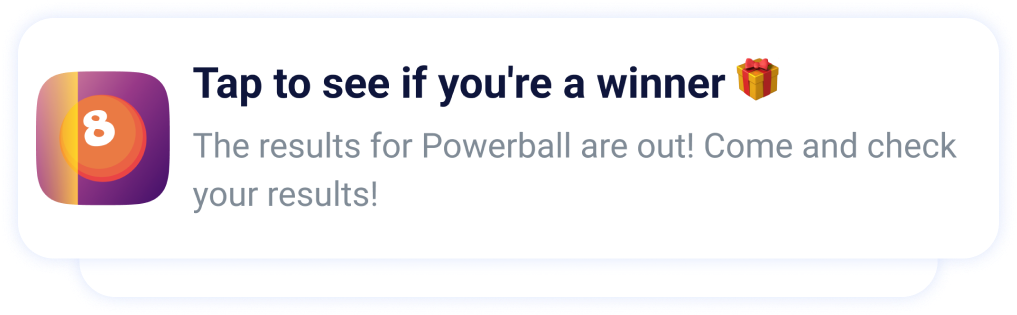 8
Tap to see if you're a winner 🎁
The results for Powerball are out! Come and check
your results!